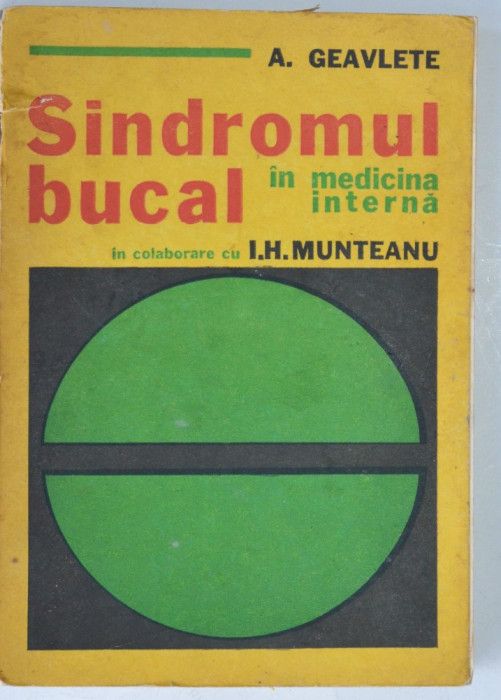 A. GEAVLETE
Sindromul
bucal în medicina
internă
în colaborare cu I.H. MUNTEANU